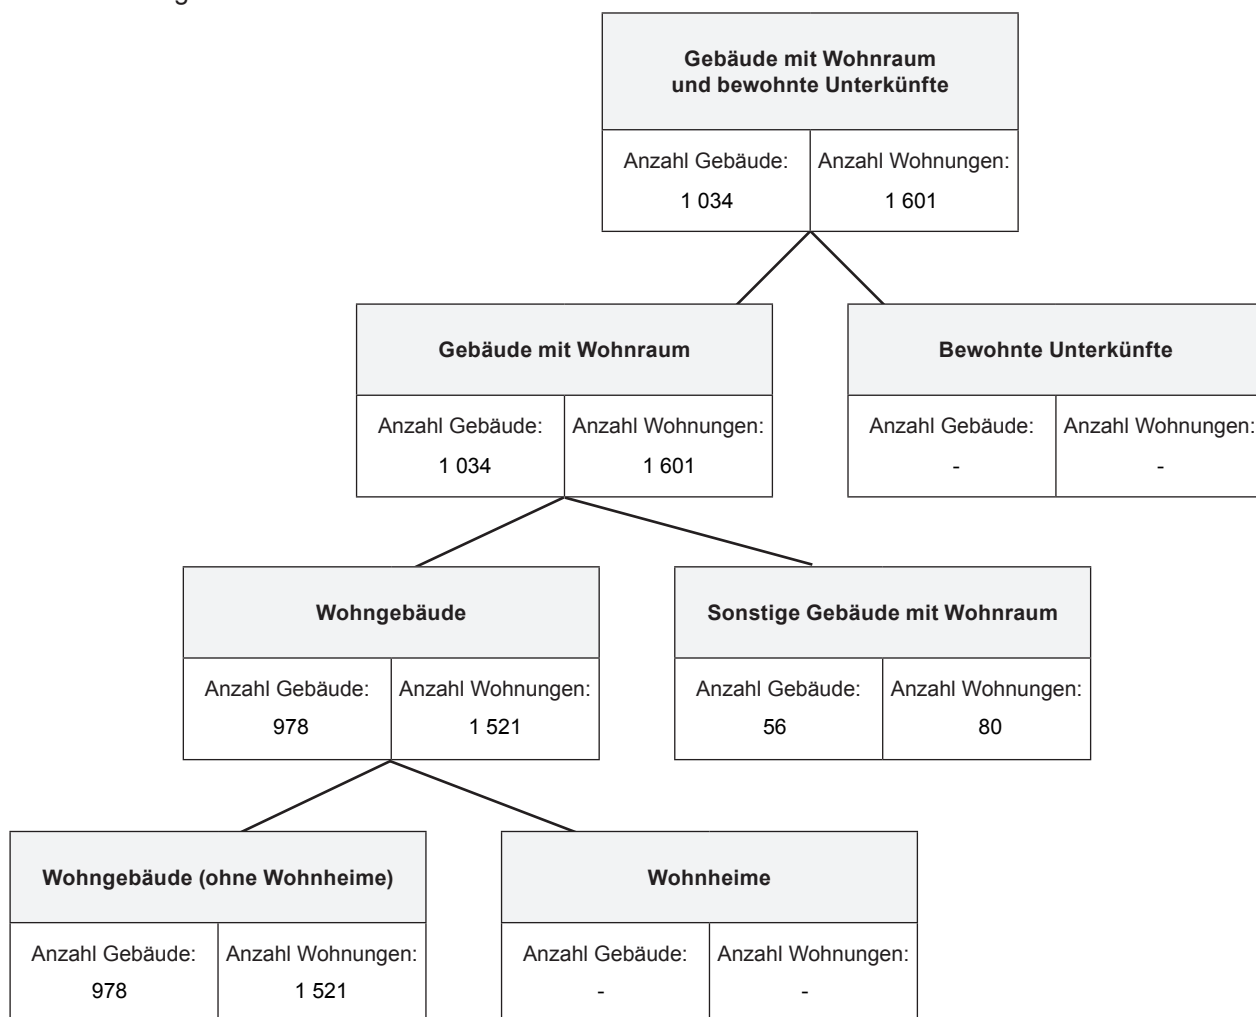 Gebäude mit Wohnraum
und bewohnte Unterkünfte
Anzahl Gebäude: Anzahl Wohnungen:
1 034 1 601
Gebäude mit Wohnraum
Anzahl Gebäude: Anzahl Wohnungen:
1 034 1 601
Bewohnte Unterkünfte
Anzahl Gebäude: Anzahl Wohnungen:
- -
Wohngebäude
Anzahl Gebäude: Anzahl Wohnungen:
978 1 521
Sonstige Gebäude mit Wohnraum
Anzahl Gebäude: Anzahl Wohnungen:
56 80
Wohngebäude (ohne Wohnheime)
Anzahl Gebäude: Anzahl Wohnungen:
978 1 521
Wohnheime
Anzahl Gebäude: Anzahl Wohnungen:
- -